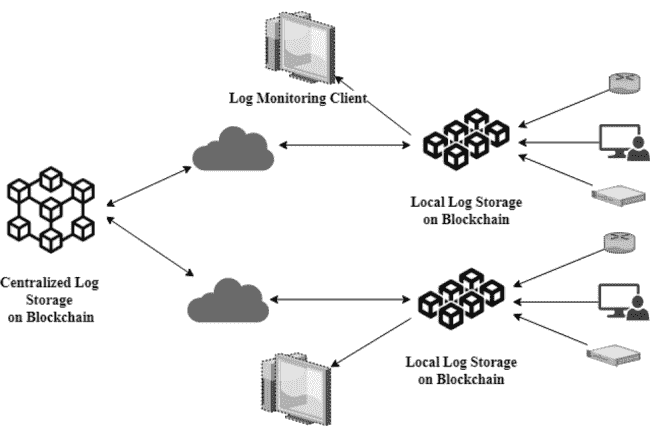 Log Monitoring Client
Local Log Storage
on Blockchain
Centralized Log
Storage
on Blockchain
Local Log Storage
on Blockchain